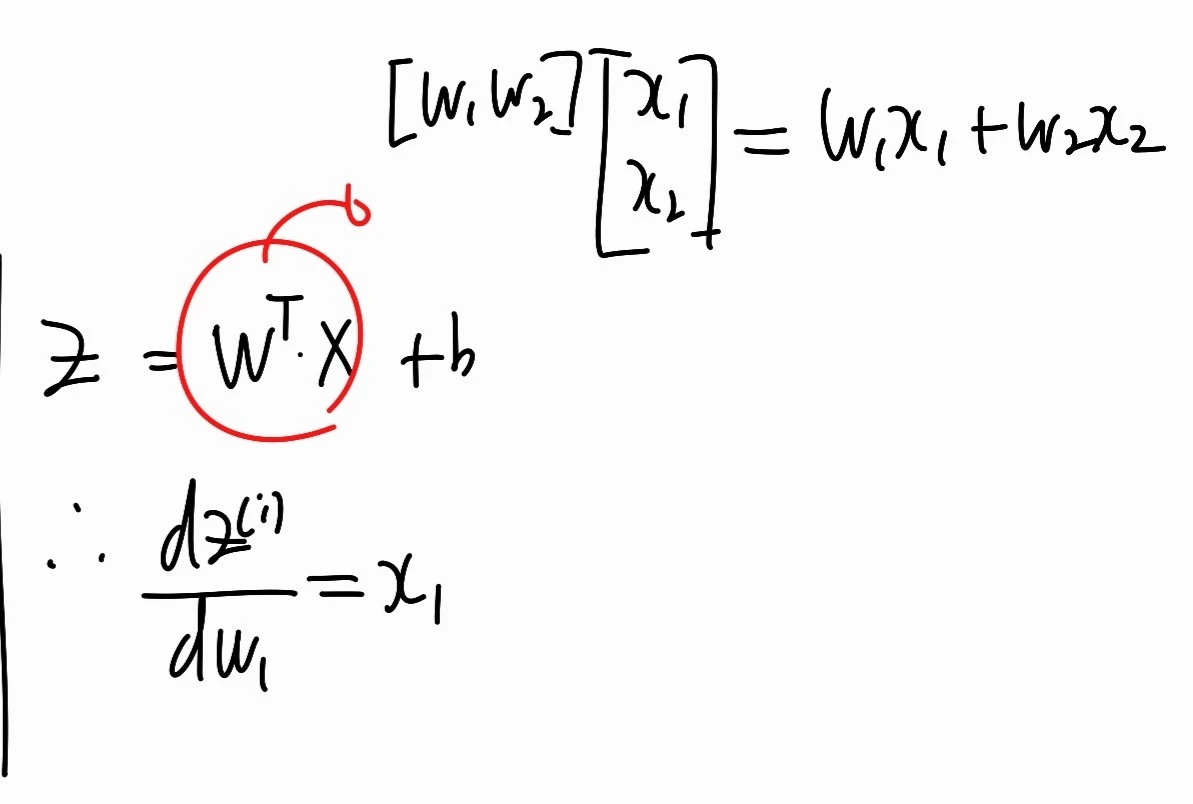 [w₁ w₂] [x₁ x₂] = w₁x₁ + w₂x₂
z = wᵀ · X + b
∴ dz⁽ⁱ⁾/dw₁ = x₁